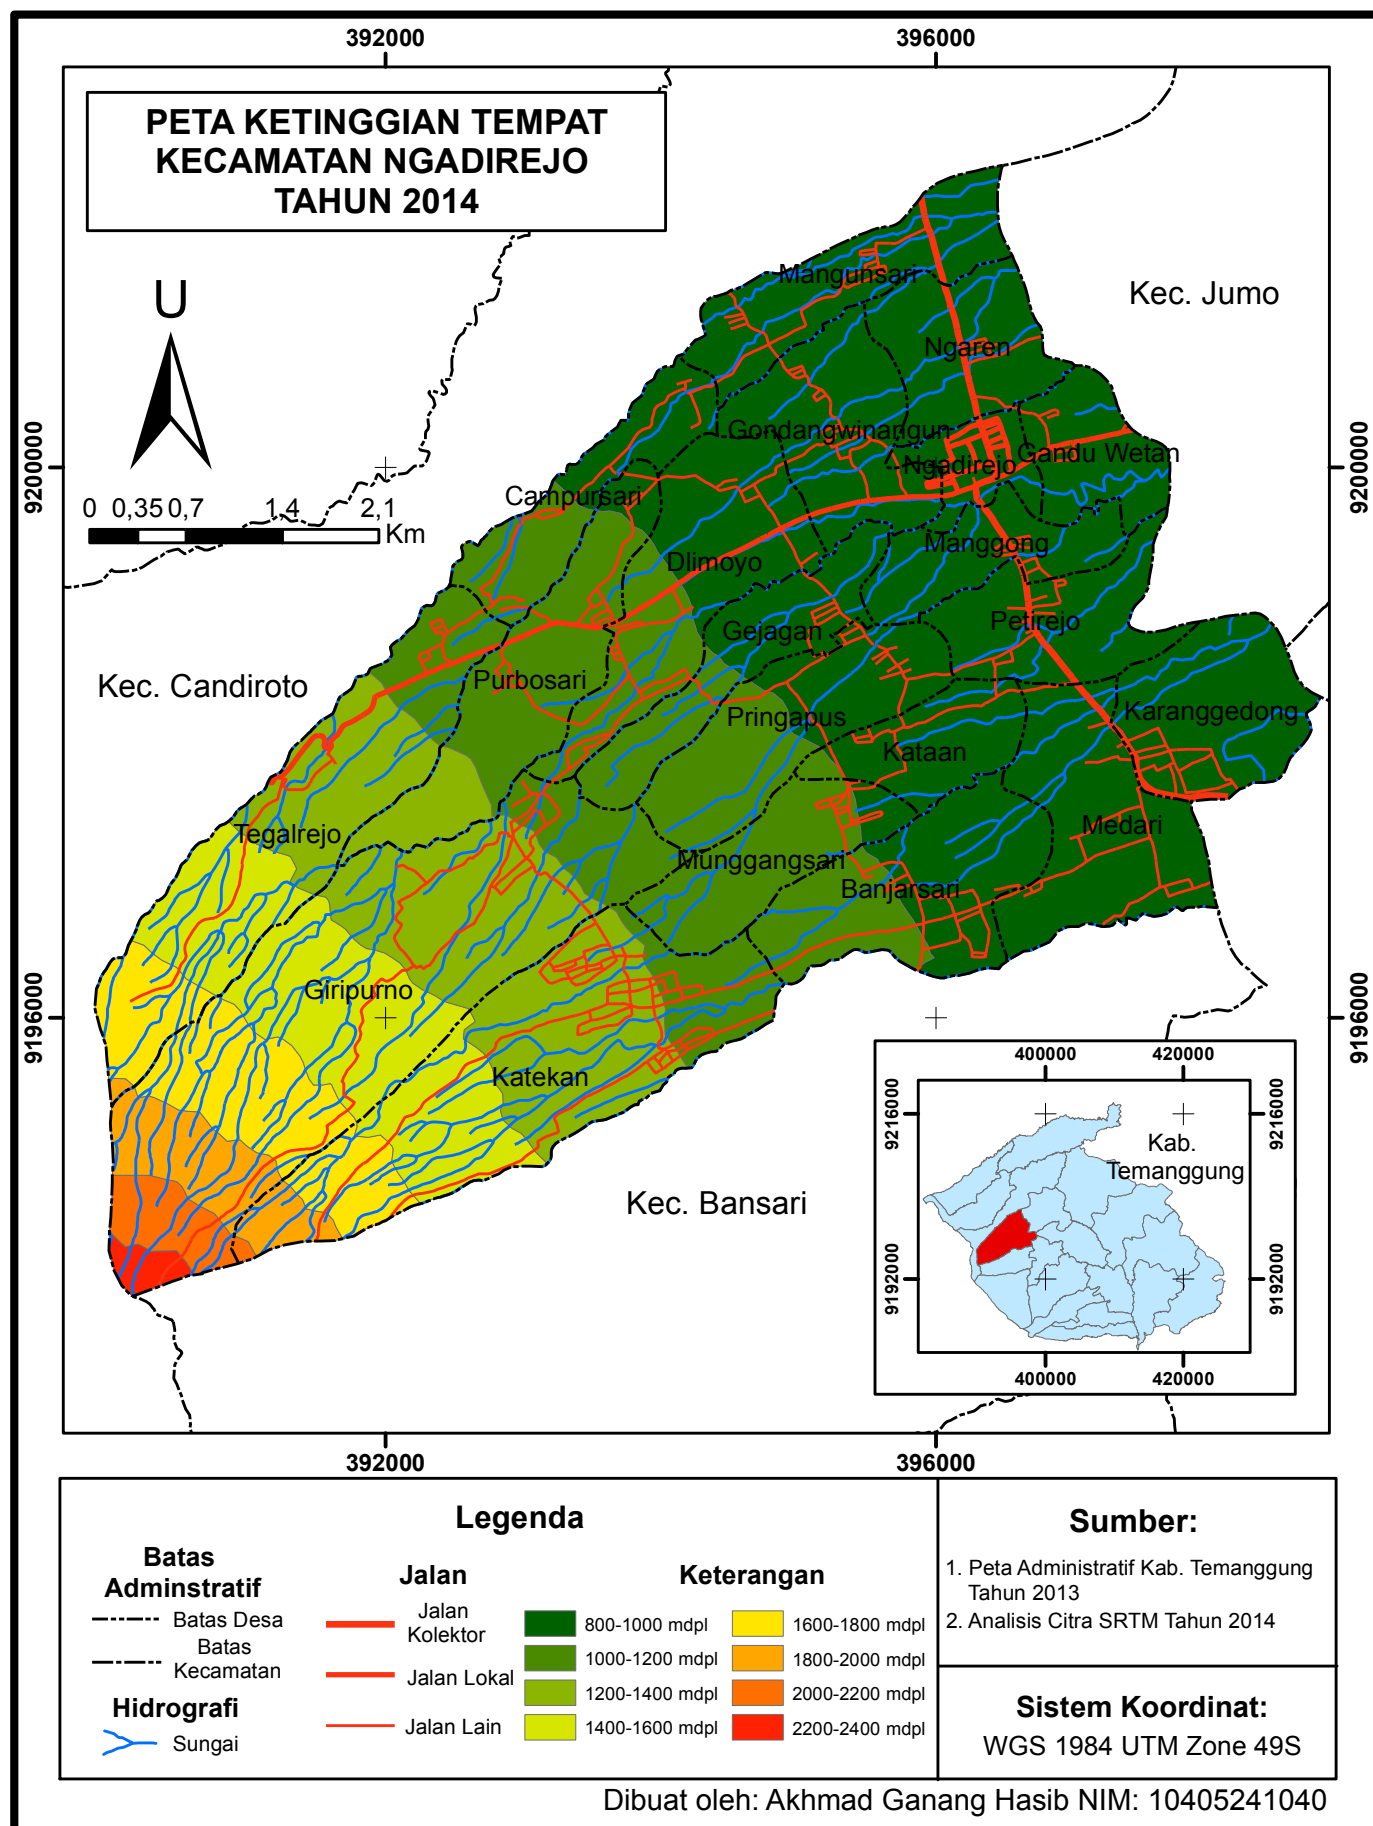 392000
396000
PETA KETINGGIAN TEMPAT
KECAMATAN NGADIREJO
TAHUN 2014
U
Kec. Jumo
Mangunsari
Ngaren
Gondangwinangun
Gandu Wetan
Ngadirejo
9200000
9200000
Campursari
0 0,35 0,7 1,4 2,1
Km
Manggong
Dlimoyo
Petirejo
Gejagan
Kec. Candiroto
Purbosari
Pringapus
Karanggedong
Kataan
Tegalrejo
Medari
Munggangsari
Banjarsari
Giripurno
9196000
9196000
Katekan
Kec. Bansari
400000
420000
9216000
9216000
Kab.
Temanggung
9192000
9192000
400000
420000
392000
396000
Legenda
Batas
Adminstratif
Batas Desa
Batas
Kecamatan
Hidrografi
Sungai
Jalan
Jalan
Kolektor
Jalan Lokal
Jalan Lain
Keterangan
800-1000 mdpl
1000-1200 mdpl
1200-1400 mdpl
1400-1600 mdpl
1600-1800 mdpl
1800-2000 mdpl
2000-2200 mdpl
2200-2400 mdpl
Sumber:
1. Peta Administratif Kab. Temanggung
Tahun 2013
2. Analisis Citra SRTM Tahun 2014
Sistem Koordinat:
WGS 1984 UTM Zone 49S
Dibuat oleh: Akhmad Ganang Hasib NIM: 10405241040